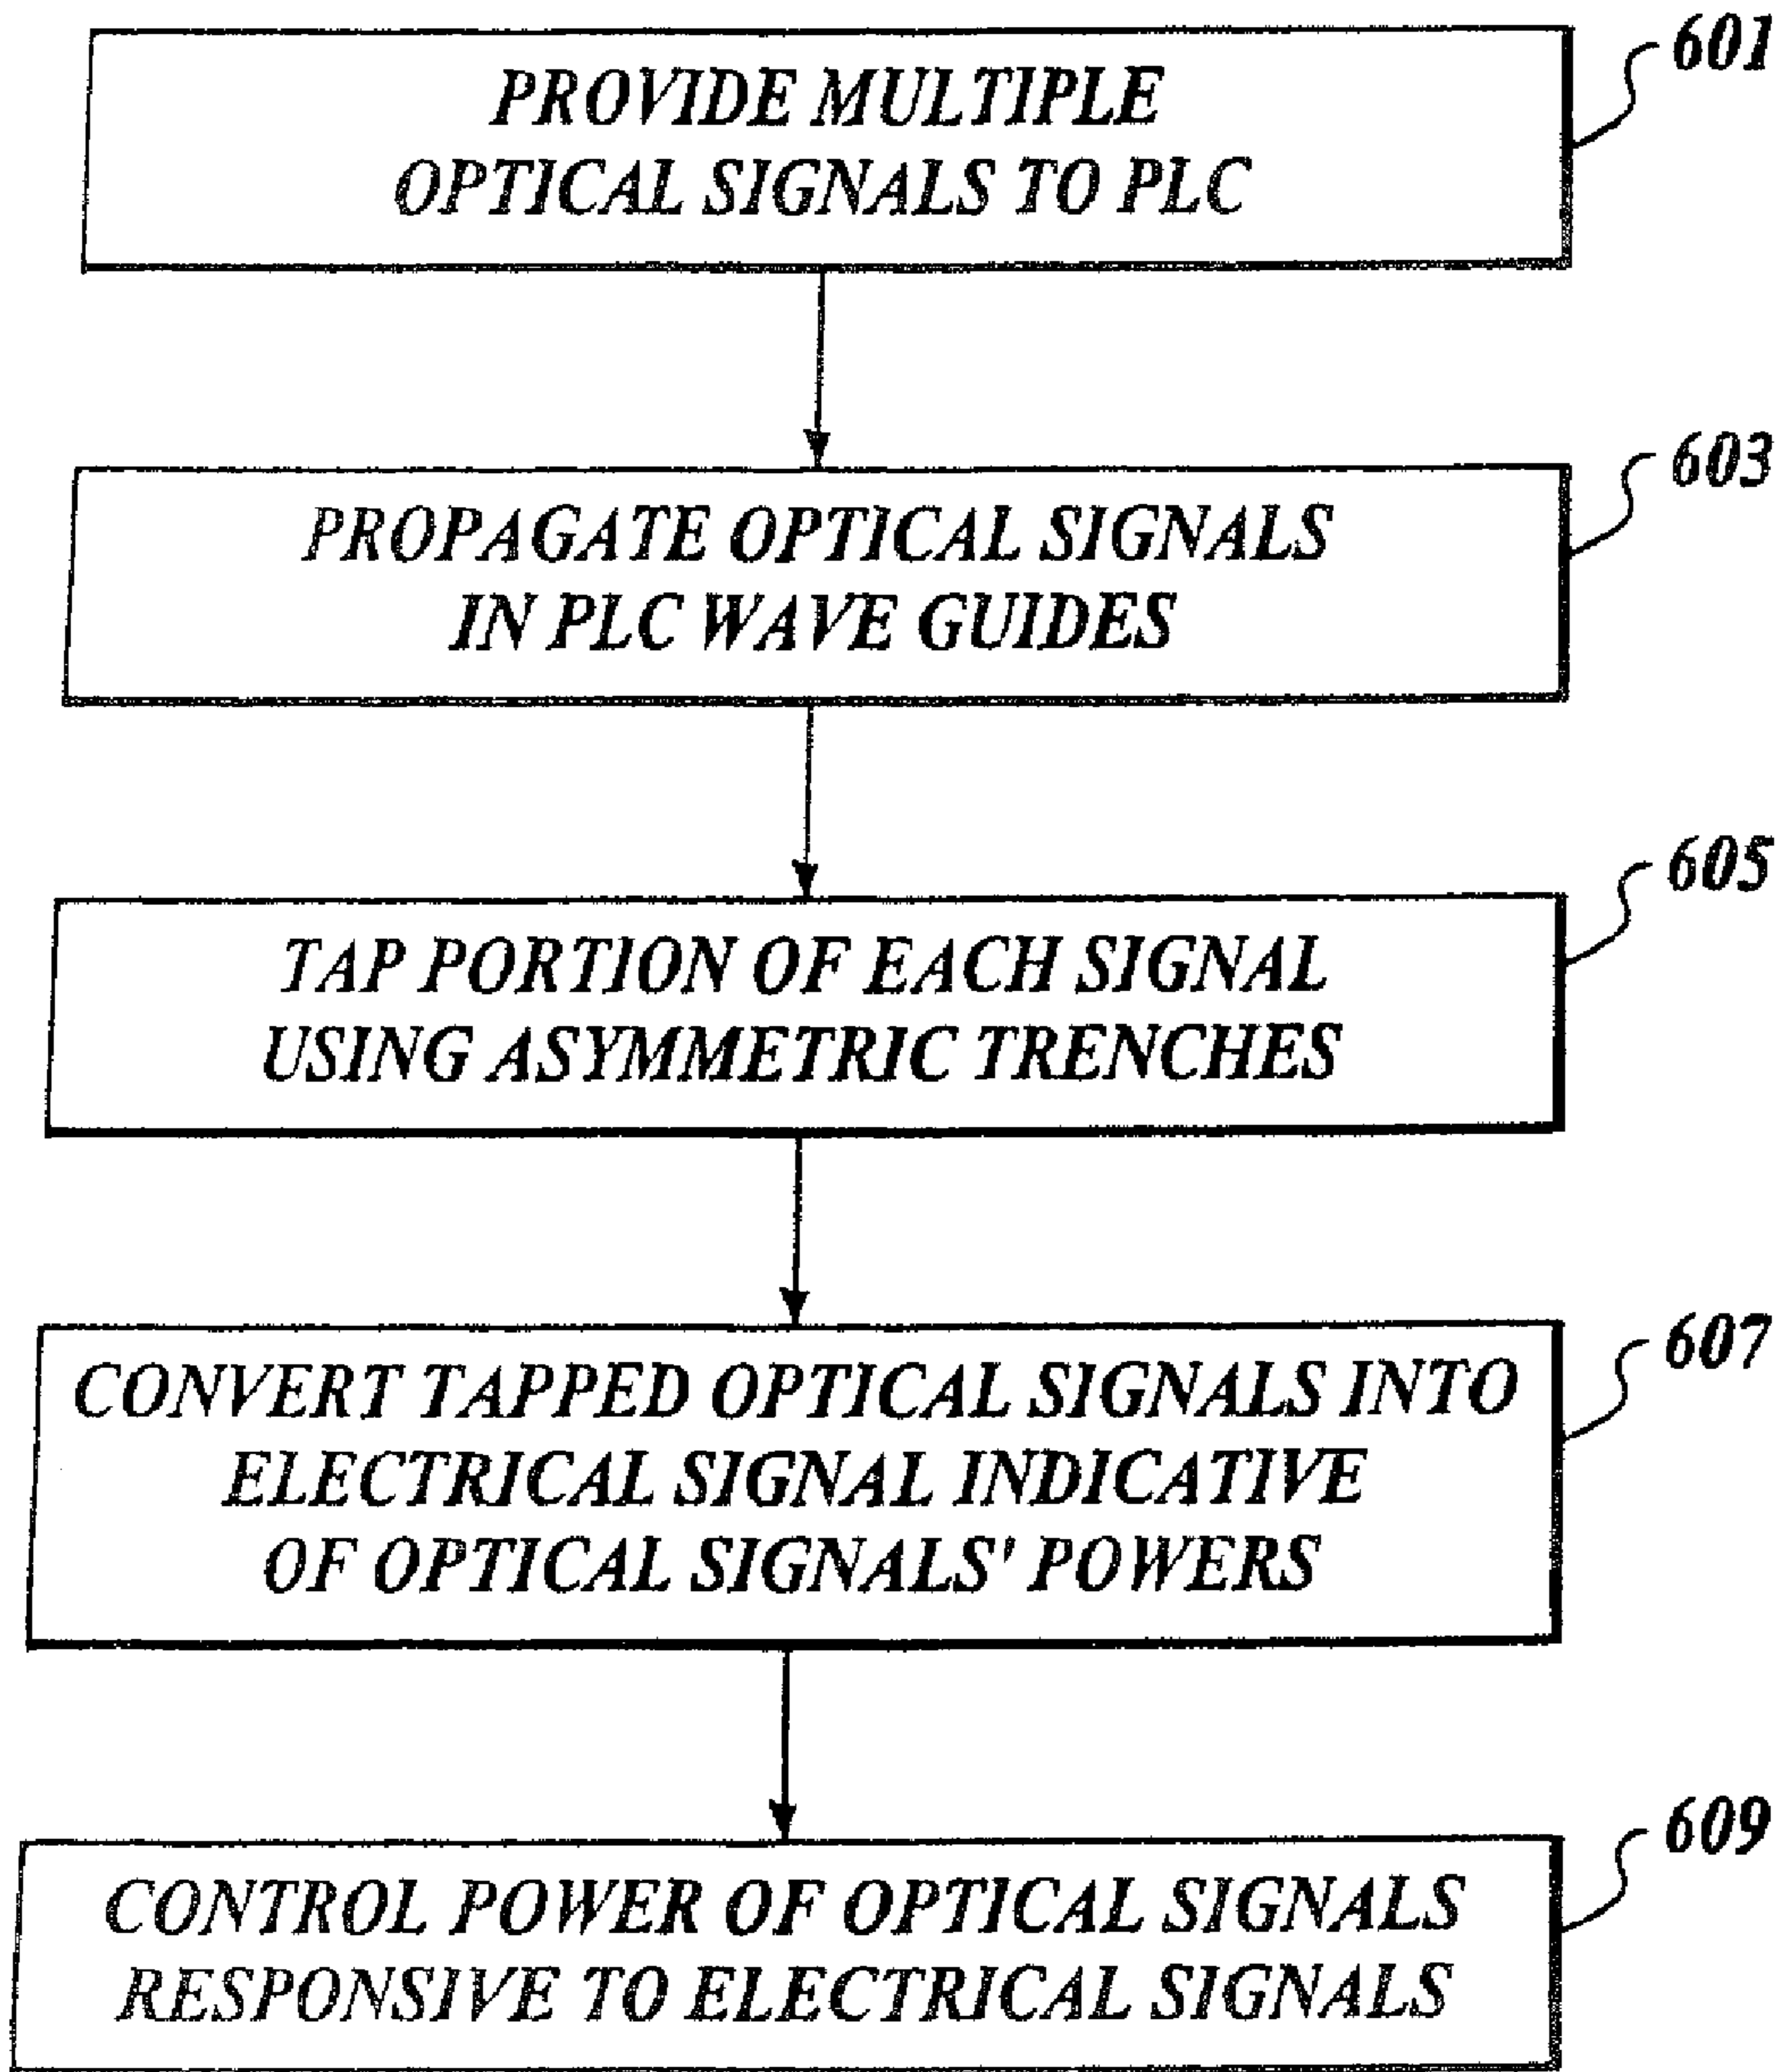 PROVIDE MULTIPLE
OPTICAL SIGNALS TO PLC
601
PROPAGATE OPTICAL SIGNALS
IN PLC WAVE GUIDES
603
TAP PORTION OF EACH SIGNAL
USING ASYMMETRIC TRENCHES
605
CONVERT TAPPED OPTICAL SIGNALS INTO
ELECTRICAL SIGNAL INDICATIVE
OF OPTICAL SIGNALS' POWERS
607
CONTROL POWER OF OPTICAL SIGNALS
RESPONSIVE TO ELECTRICAL SIGNALS
609